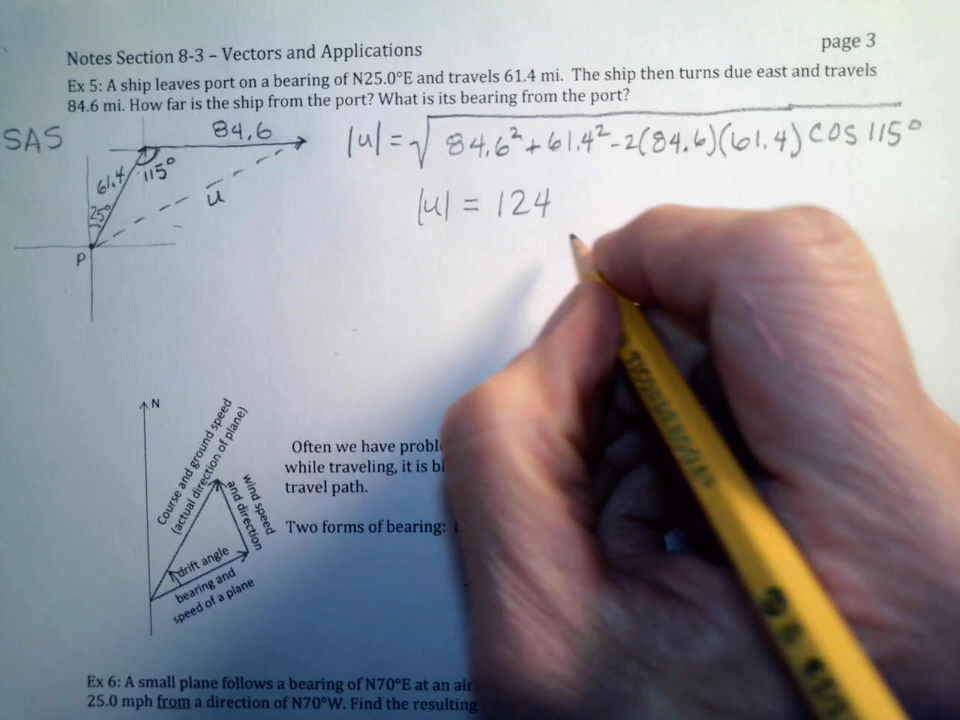 Notes Section 8-3 – Vectors and Applications
page 3
Ex 5: A ship leaves port on a bearing of N25.0°E and travels 61.4 mi. The ship then turns due east and travels
84.6 mi. How far is the ship from the port? What is its bearing from the port?
SAS
84.6
|u| = √84.6²+61.4²-2(84.6)(61.4)cos 115°
61.4
115°
25°
u
|u| = 124
P
N
Course and ground speed
(actual direction of plane)
wind speed
and direction
drift angle
bearing and
speed of a plane
Often we have
while traveling, it is
travel path.
Two forms of bearing:
Ex 6: A small plane follows a bearing of N70°E at an
25.0 mph from a direction of N70°W. Find the resulting